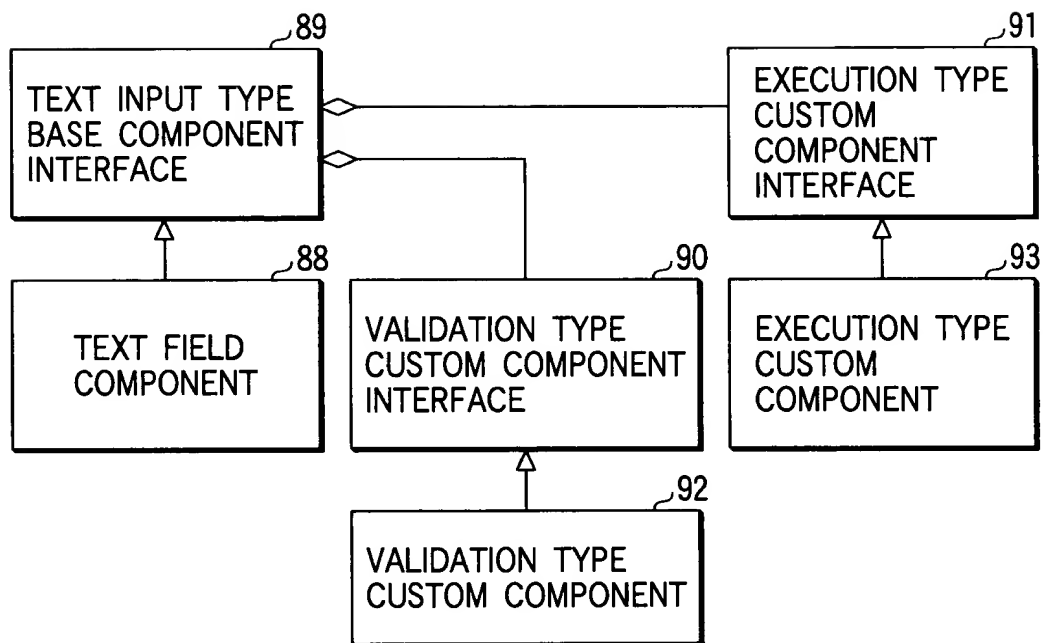 89
TEXT INPUT TYPE
BASE COMPONENT
INTERFACE
91
EXECUTION TYPE
CUSTOM
COMPONENT
INTERFACE
88
TEXT FIELD
COMPONENT
90
VALIDATION TYPE
CUSTOM COMPONENT
INTERFACE
93
EXECUTION TYPE
CUSTOM
COMPONENT
92
VALIDATION TYPE
CUSTOM COMPONENT